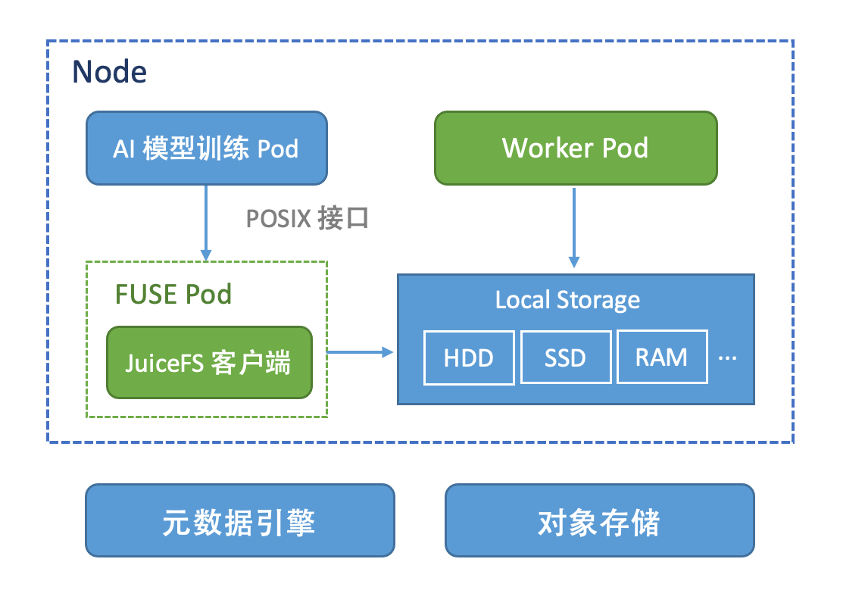 Node
AI 模型训练 Pod
Worker Pod
POSIX 接口
FUSE Pod
JuiceFS 客户端
Local Storage
HDD
SSD
RAM
...
元数据引擎
对象存储